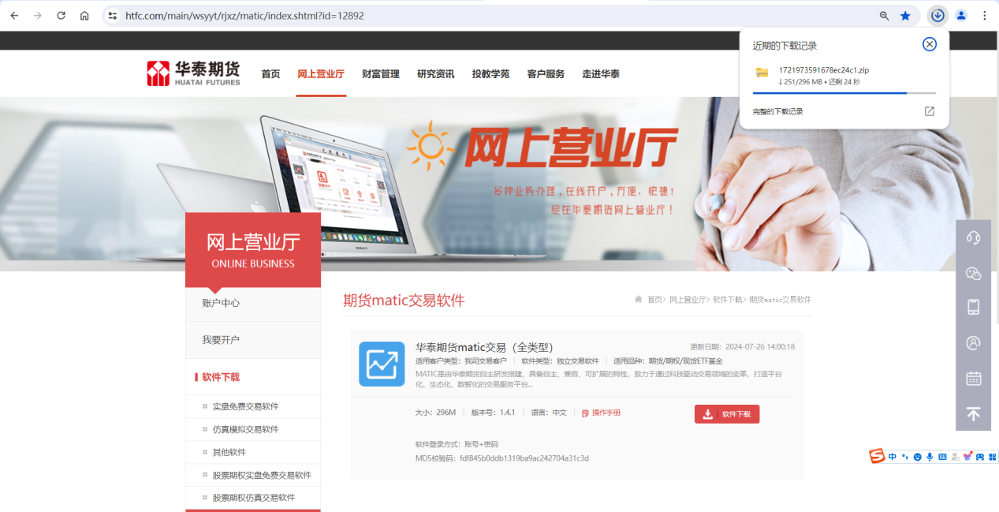 htfc.com/main/wsyyt/rjxz/matic/index.shtml?id=12892
近期的下载记录
1721973591678ec24c1.zip
↓ 251/296 MB • 还剩 24 秒
完整的下载记录
华泰期货
HUATAI FUTURES
首页 网上营业厅 财富管理 研究资讯 投教学苑 客户服务 走进华泰
网上营业厅
各种业务办理,在线开户,方便,快捷!
尽在华泰期货网上营业厅!
网上营业厅
ONLINE BUSINESS
账户中心
我要开户
软件下载
实盘免费交易软件
仿真模拟交易软件
其他软件
股票期权实盘免费交易软件
股票期权仿真交易软件
期货matic交易软件
首页> 网上营业厅> 软件下载> 期货matic交易软件
华泰期货matic交易（全类型）
更新日期：2024-07-26 14:00:18
适用客户类型：我司交易客户 | 软件类型：独立交易软件 | 适用品种：期货/期权/现货ETF基金
MATIC是由华泰期货自主研发搭建，具备自主、兼容、可扩展的特性，致力于通过科技驱动交易领域的变革，打造平台
化、生态化、数智化的交易服务平台...
大小：296M | 版本号：1.4.1 | 语言：中文 | 操作手册
软件下载
软件登录方式：账号+密码
MD5校验码：fdf845b0ddb1319ba9ac242704a31c3d
中